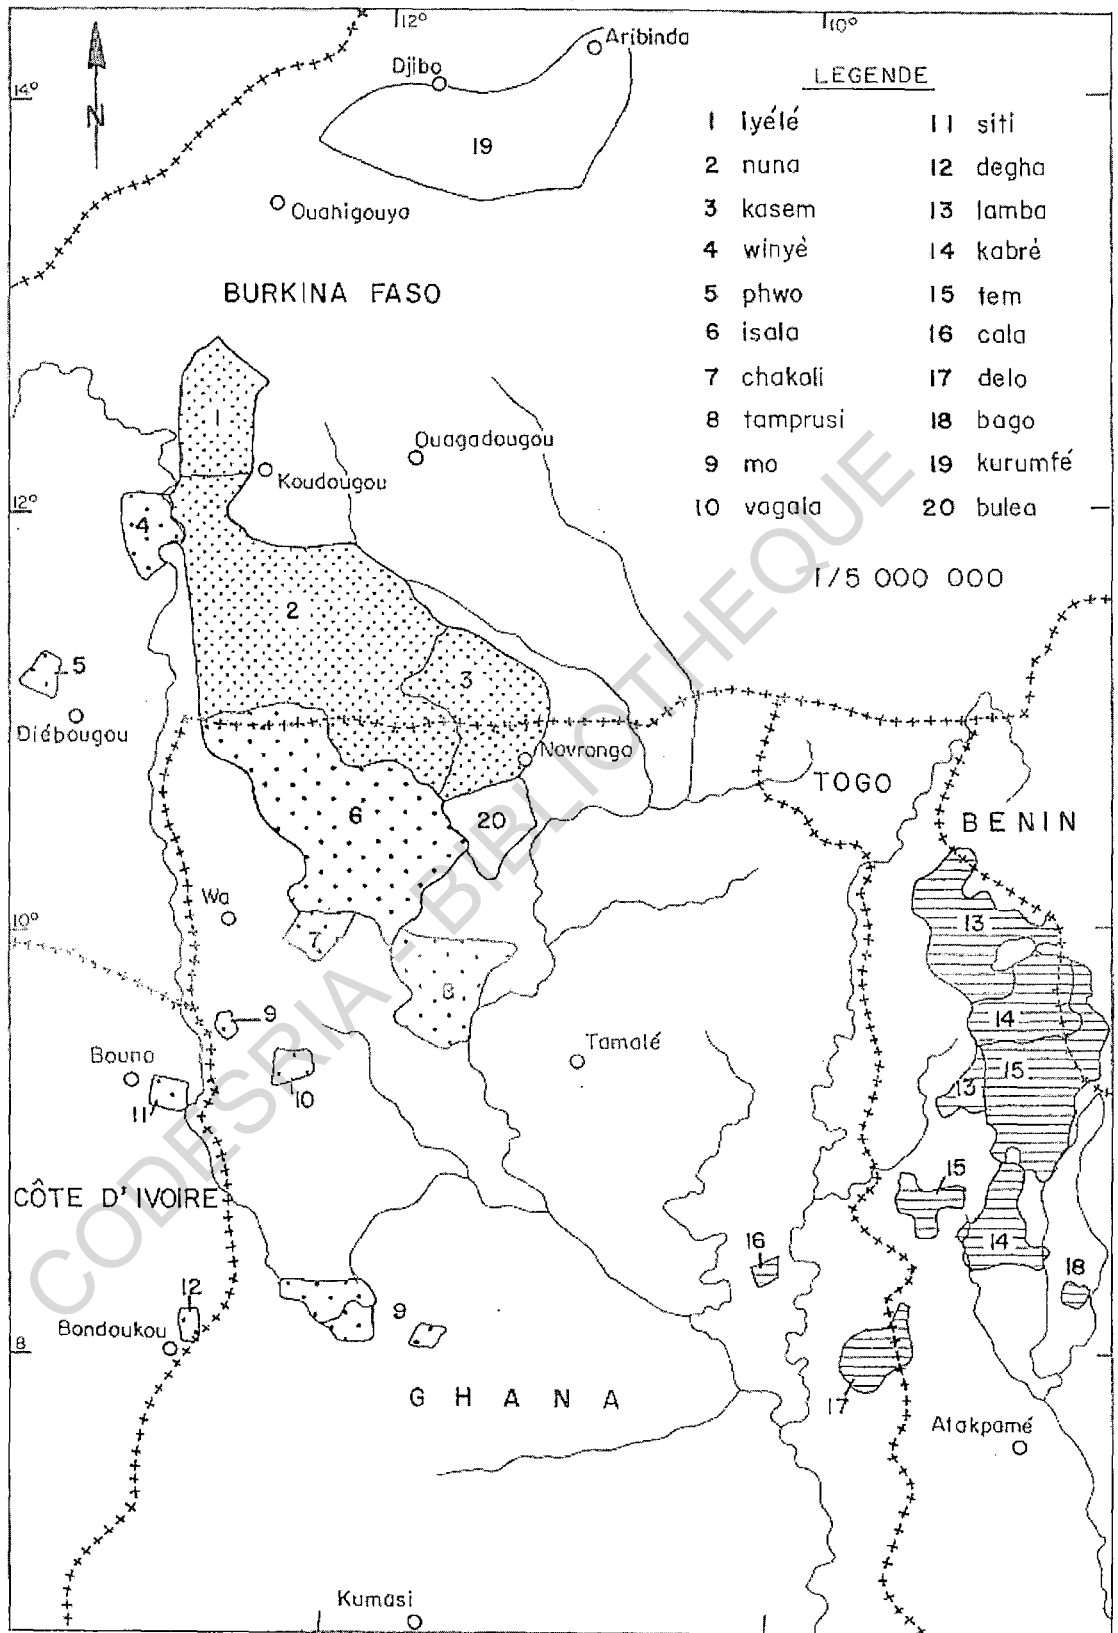 12°
10°
Aribinda
Djibo
LEGENDE
14°
N
1 lyélé
11 siti
19
2 nuna
12 degha
Ouahigouya
3 kasem
13 lamba
4 winyè
14 kabré
BURKINA FASO
5 phwo
15 tem
6 isala
16 cala
7 chakali
17 delo
1
8 tamprusi
18 bago
Ouagadougou
Koudougou
9 mo
19 kurumfé
12°
4
10 vagala
20 bulea
1/5 000 000
2
5
3
Diébougou
Navrongo
TOGO
6
20
BENIN
Wa
10°
7
13
8
9
14
Bouna
Tamalé
15
11
10
13
CÔTE D'IVOIRE
15
16
14
12
9
18
Bondoukou
8
GHANA
17
Atakpamé
Kumasi
CODESRIA - BIBLIOTHEQUE